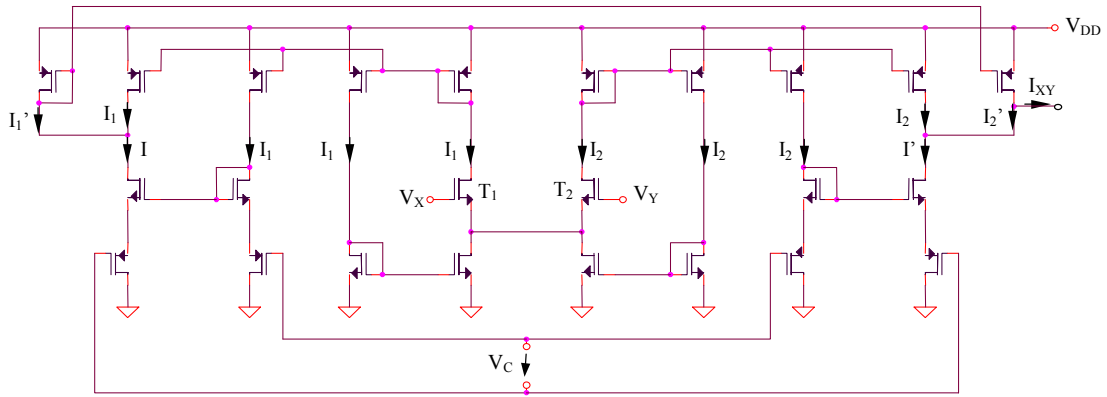 V_DD
I_XY
I_1’ I_1 I_2 I_2’
I I_1 I_1 I_1 I_2 I_2 I_2 I’
V_X T_1 T_2 V_Y
V_C